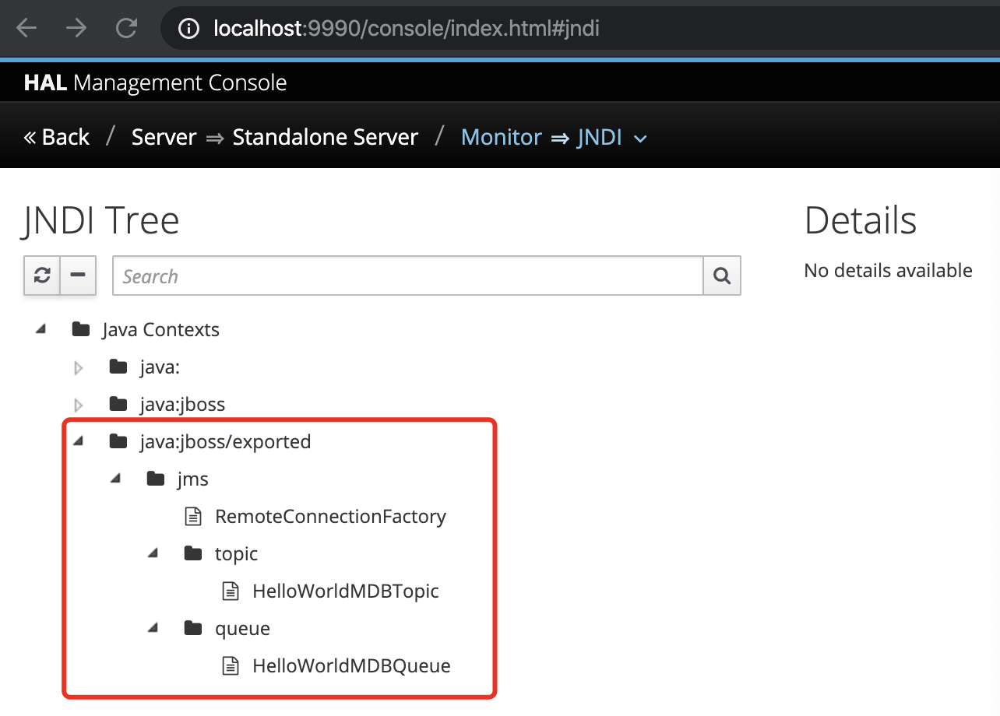 localhost:9990/console/index.html#jndi
HAL Management Console
« Back / Server ⇒ Standalone Server / Monitor ⇒ JNDI
JNDI Tree
Details
Search
No details available
Java Contexts
java:
java:jboss
java:jboss/exported
jms
RemoteConnectionFactory
topic
HelloWorldMDBTopic
queue
HelloWorldMDBQueue